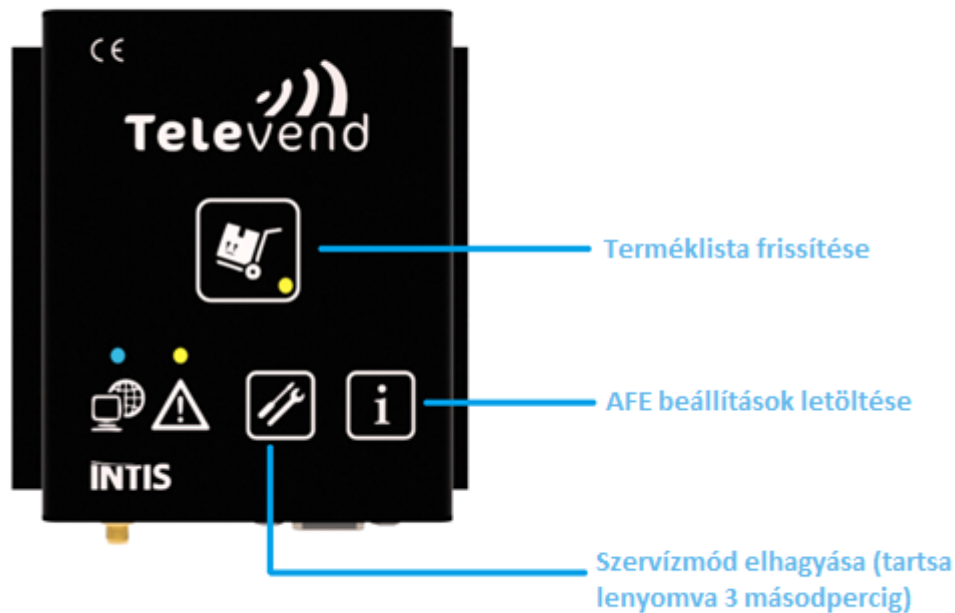 CE
Televend
Terméklista frissítése
i
AFE beállítások letöltése
INTIS
Szervízmód elhagyása (tartsa
lenyomva 3 másodpercig)